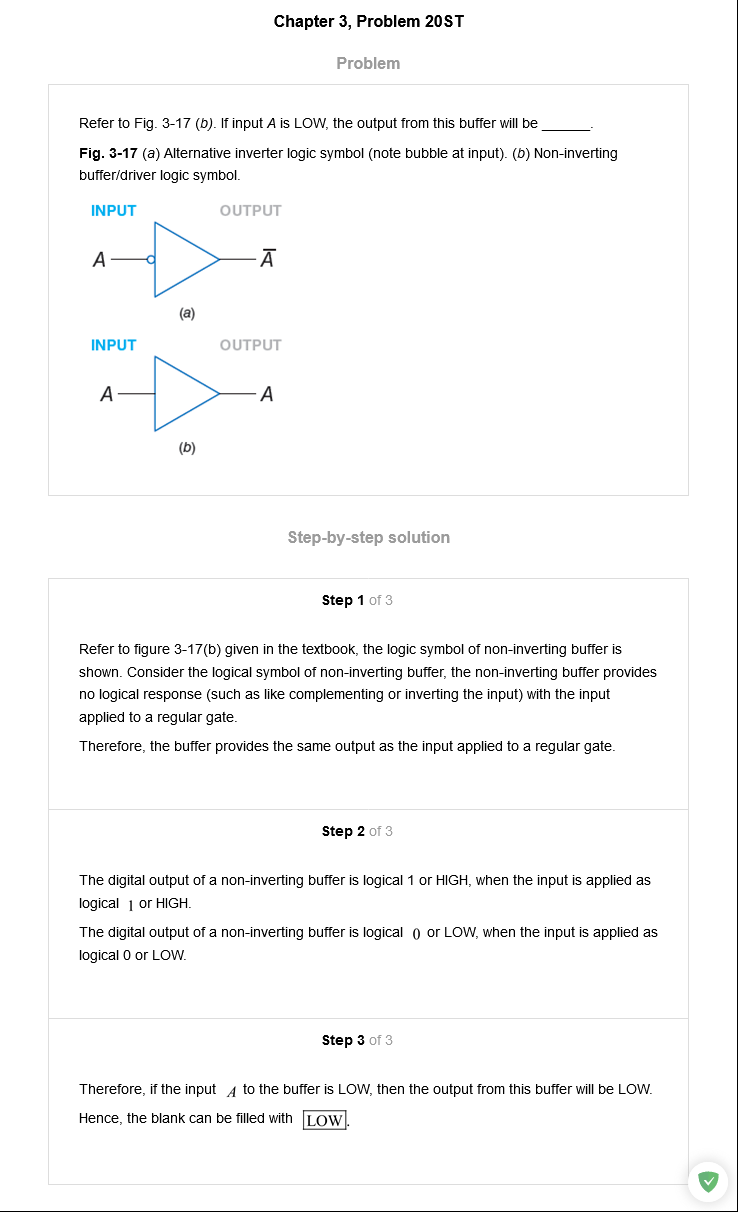 Chapter 3, Problem 20ST
Problem
Refer to Fig. 3-17 (b). If input A is LOW, the output from this buffer will be ______.
Fig. 3-17 (a) Alternative inverter logic symbol (note bubble at input). (b) Non-inverting
buffer/driver logic symbol.
INPUT OUTPUT
A A̅
(a)
INPUT OUTPUT
A A
(b)
Step-by-step solution
Step 1 of 3
Refer to figure 3-17(b) given in the textbook, the logic symbol of non-inverting buffer is
shown. Consider the logical symbol of non-inverting buffer, the non-inverting buffer provides
no logical response (such as like complementing or inverting the input) with the input
applied to a regular gate.
Therefore, the buffer provides the same output as the input applied to a regular gate.
Step 2 of 3
The digital output of a non-inverting buffer is logical 1 or HIGH, when the input is applied as
logical 1 or HIGH.
The digital output of a non-inverting buffer is logical 0 or LOW, when the input is applied as
logical 0 or LOW.
Step 3 of 3
Therefore, if the input A to the buffer is LOW, then the output from this buffer will be LOW.
Hence, the blank can be filled with LOW.